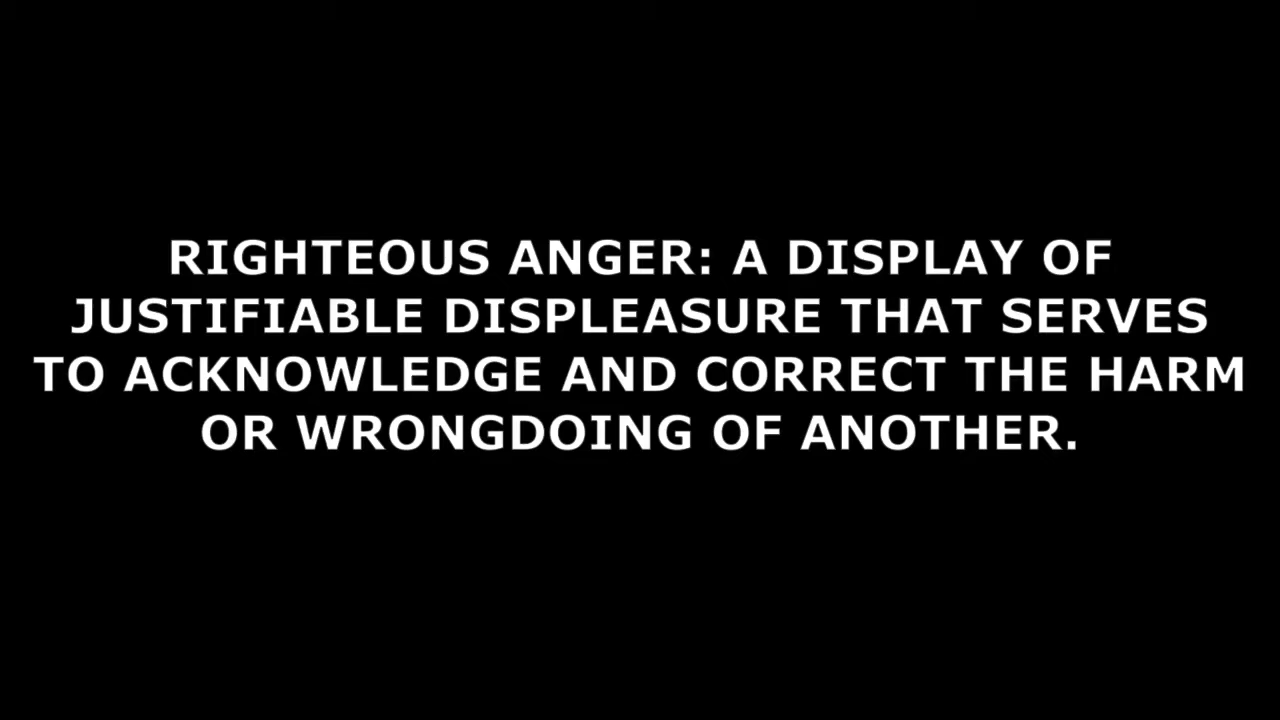 RIGHTEOUS ANGER: A DISPLAY OF
JUSTIFIABLE DISPLEASURE THAT SERVES
TO ACKNOWLEDGE AND CORRECT THE HARM
OR WRONGDOING OF ANOTHER.